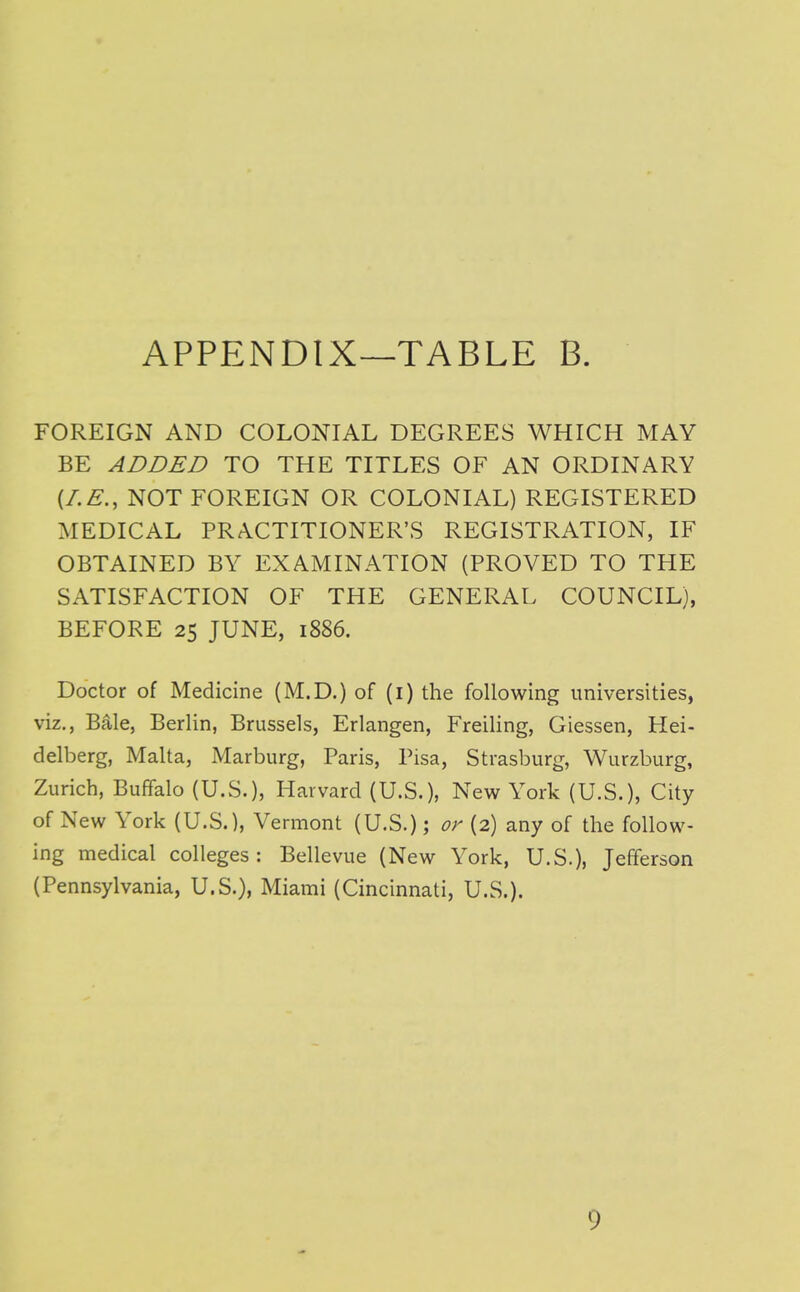 APPENDIX—TABLE B.
FOREIGN AND COLONIAL DEGREES WHICH MAY
BE ADDED TO THE TITLES OF AN ORDINARY
(I.E., NOT FOREIGN OR COLONIAL) REGISTERED
MEDICAL PRACTITIONER'S REGISTRATION, IF
OBTAINED BY EXAMINATION (PROVED TO THE
SATISFACTION OF THE GENERAL COUNCIL),
BEFORE 25 JUNE, 1886.
Doctor of Medicine (M.D.) of (1) the following universities,
viz., Bâle, Berlin, Brussels, Erlangen, Freiling, Giessen, Hei-
delberg, Malta, Marburg, Paris, Pisa, Strasburg, Wurzburg,
Zurich, Buffalo (U.S.), Harvard (U.S.), New York (U.S.), City
of New York (U.S.), Vermont (U.S.); or (2) any of the follow-
ing medical colleges : Bellevue (New York, U.S.), Jefferson
(Pennsylvania, U.S.), Miami (Cincinnati, U.S.).
9